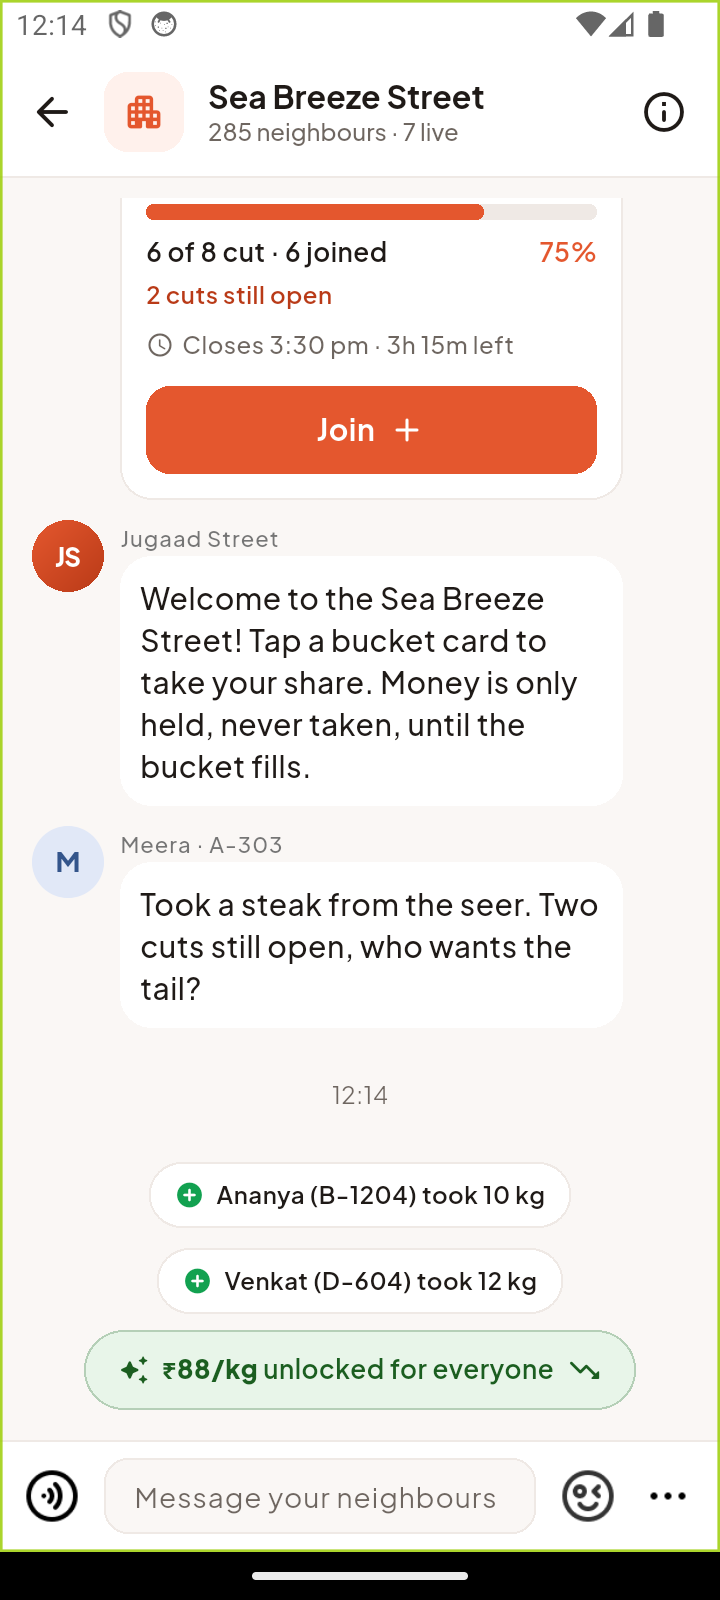 12:14
Sea Breeze Street
285 neighbours · 7 live
6 of 8 cut · 6 joined
75%
2 cuts still open
Closes 3:30 pm · 3h 15m left
Join +
JS
Jugaad Street
Welcome to the Sea Breeze
Street! Tap a bucket card to
take your share. Money is only
held, never taken, until the
bucket fills.
M
Meera · A-303
Took a steak from the seer. Two
cuts still open, who wants the
tail?
12:14
Ananya (B-1204) took 10 kg
Venkat (D-604) took 12 kg
₹88/kg unlocked for everyone
Message your neighbours